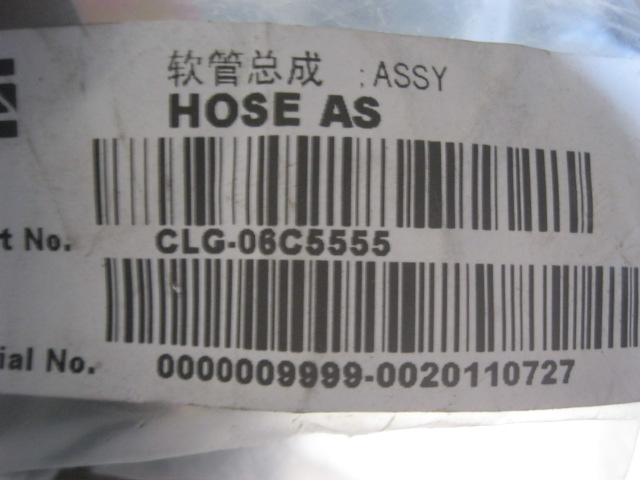 软管总成 ;ASSY
HOSE AS
t No. CLG-06C5555
ial No. 0000009999-0020110727